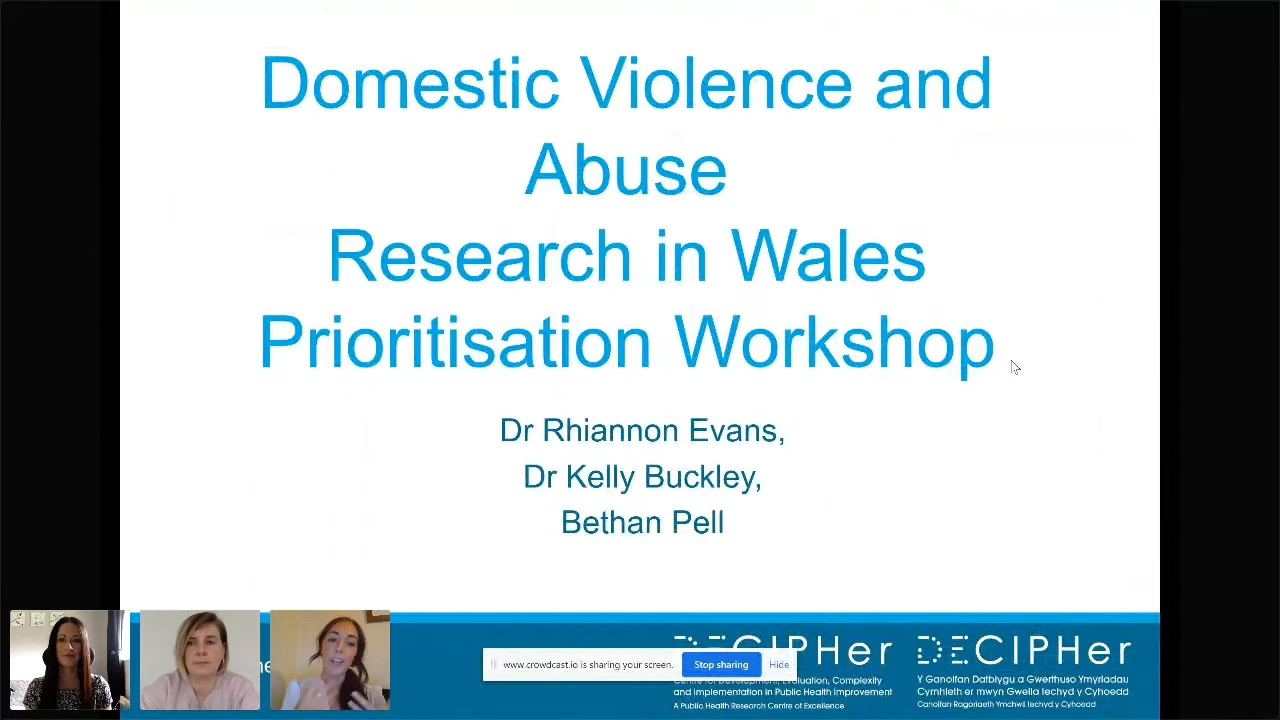 Domestic Violence and
Abuse
Research in Wales
Prioritisation Workshop
Dr Rhiannon Evans,
Dr Kelly Buckley,
Bethan Pell
DECIPHer
www.crowdcast.io is sharing your screen.
Stop sharing
Hide
Centre for Development, Evaluation, Complexity
and Implementation in Public Health Improvement
A Public Health Research Centre of Excellence
DECIPHer
Y Ganolfan Datblygu a Gwerthuso Ymyriadau
Cymhleth er mwyn Gwella Iechyd y Cyhoedd
Canolfan Ragoriaeth Ymchwil Iechyd y Cyhoedd